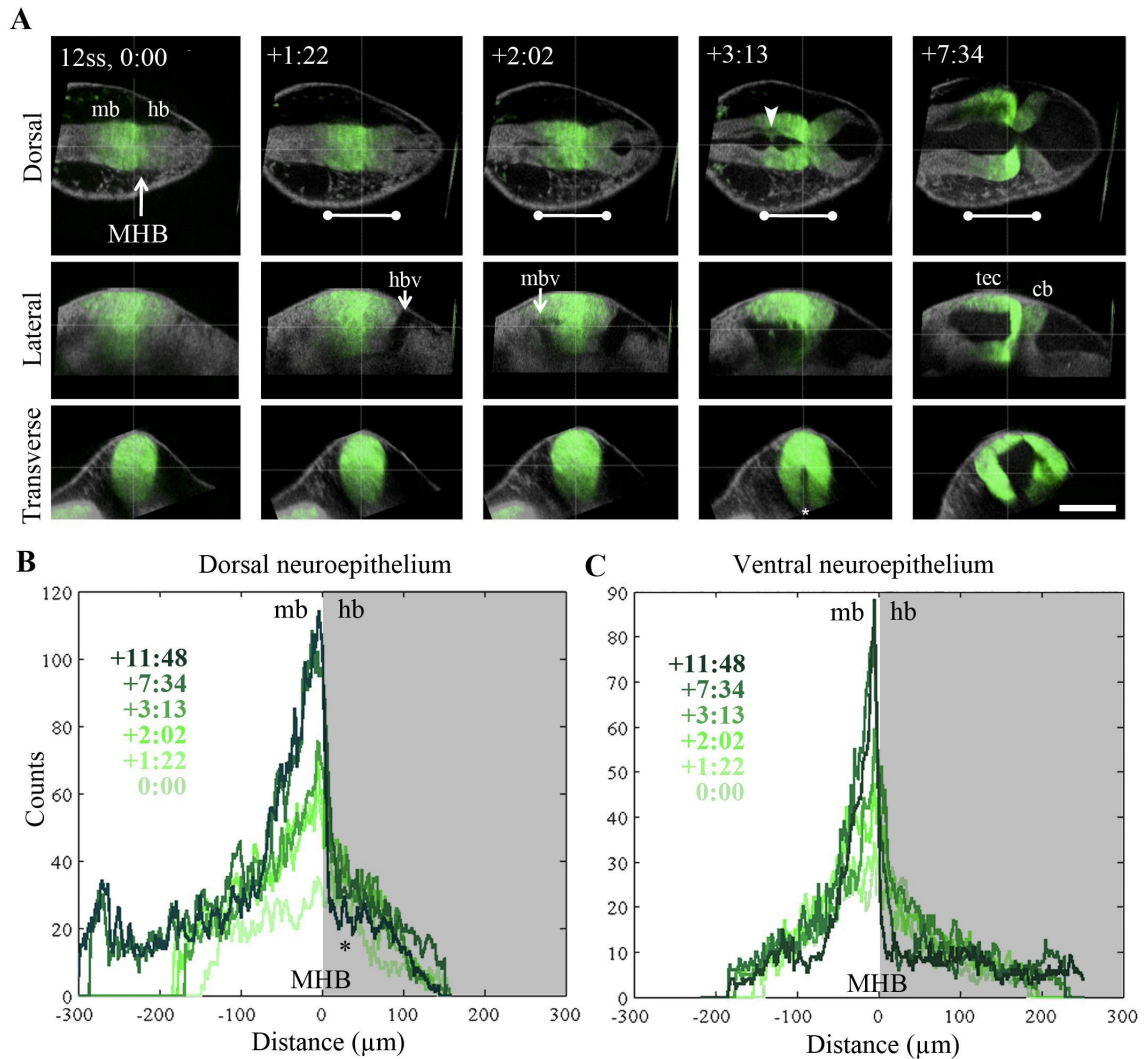 A
12ss, 0:00
+1:22
+2:02
+3:13
+7:34
mb
hb
MHB
Dorsal
hbv
mbv
tec
cb
Lateral
Transverse
*
B
Dorsal neuroepithelium
120
100
80
60
40
20
0
Counts
mb
hb
+11:48
+7:34
+3:13
+2:02
+1:22
0:00
*
MHB
-300
-200
-100
0
100
200
300
Distance (µm)
C
Ventral neuroepithelium
90
80
70
60
50
40
30
20
10
0
mb
hb
+11:48
+7:34
+3:13
+2:02
+1:22
0:00
MHB
-300
-200
-100
0
100
200
300
Distance (µm)